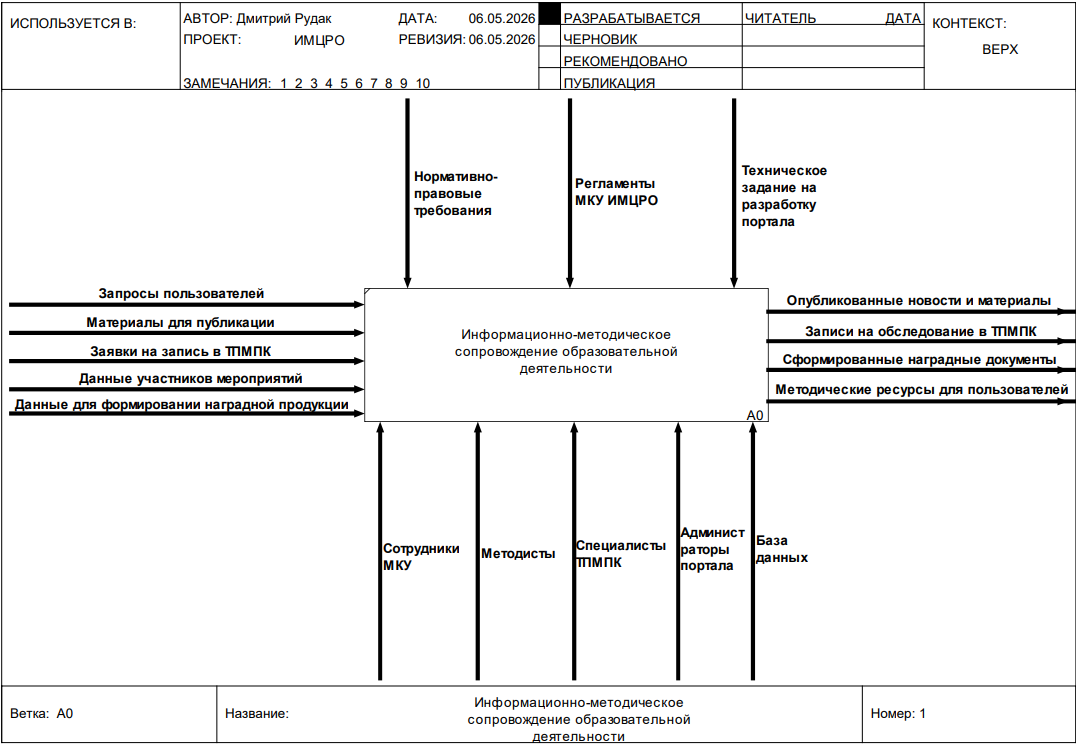 ИСПОЛЬЗУЕТСЯ В:
АВТОР: Дмитрий Рудак
ДАТА: 06.05.2026
ПРОЕКТ: ИМЦРО
РЕВИЗИЯ: 06.05.2026
ЗАМЕЧАНИЯ: 1 2 3 4 5 6 7 8 9 10
РАЗРАБАТЫВАЕТСЯ
ЧЕРНОВИК
РЕКОМЕНДОВАНО
ПУБЛИКАЦИЯ
ЧИТАТЕЛЬ
ДАТА
КОНТЕКСТ:
ВЕРХ
Нормативно-
правовые
требования
Регламенты
МКУ ИМЦРО
Техническое
задание на
разработку
портала
Запросы пользователей
Материалы для публикации
Заявки на запись в ТПМПК
Данные участников мероприятий
Данные для формировании наградной продукции
Информационно-методическое
сопровождение образовательной
деятельности
A0
Опубликованные новости и материалы
Записи на обследование в ТПМПК
Сформированные наградные документы
Методические ресурсы для пользователей
Сотрудники
МКУ
Методисты
Специалисты
ТПМПК
Админист
раторы
портала
База
данных
Ветка: A0
Название:
Информационно-методическое
сопровождение образовательной
деятельности
Номер: 1